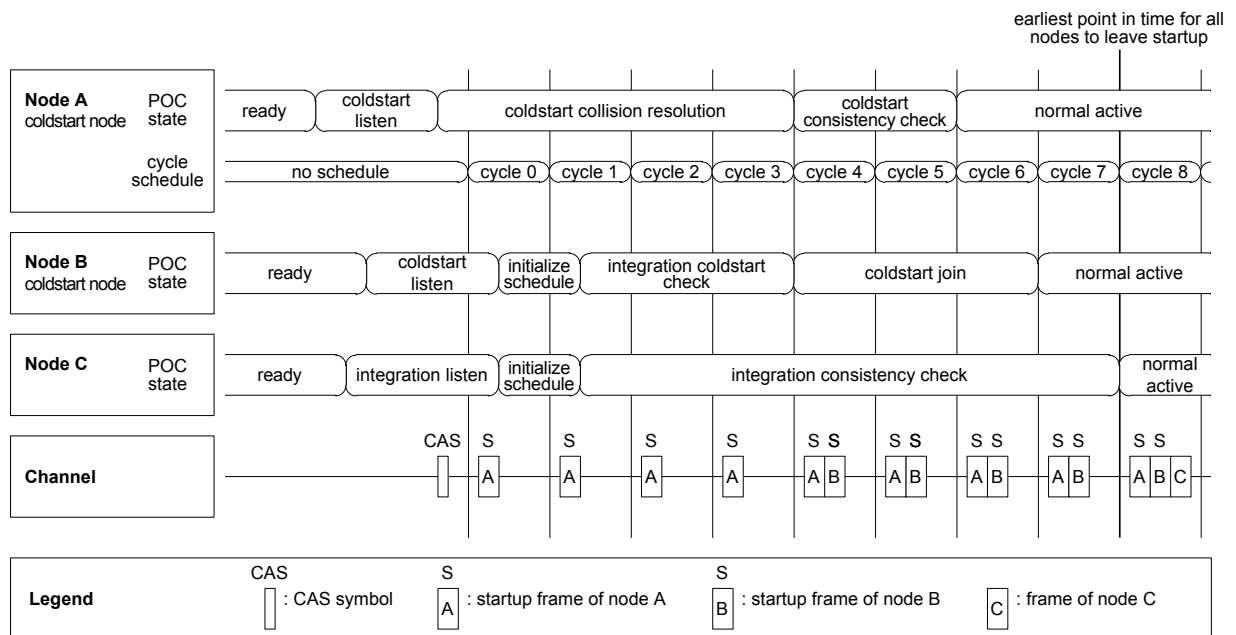 earliest point in time for all
nodes to leave startup
Node A
coldstart node
POC
state
ready
coldstart
listen
coldstart collision resolution
coldstart
consistency check
normal active
cycle
schedule
no schedule
cycle 0
cycle 1
cycle 2
cycle 3
cycle 4
cycle 5
cycle 6
cycle 7
cycle 8
Node B
coldstart node
POC
state
ready
coldstart
listen
initialize
schedule
integration coldstart
check
coldstart join
normal active
Node C
POC
state
ready
integration listen
initialize
schedule
integration consistency check
normal
active
CAS S S S S S S S S S S S S S
Channel
A A A A A B A B A B A B A B C
Legend
CAS
: CAS symbol
S
A
: startup frame of node A
S
B
: startup frame of node B
C
: frame of node C